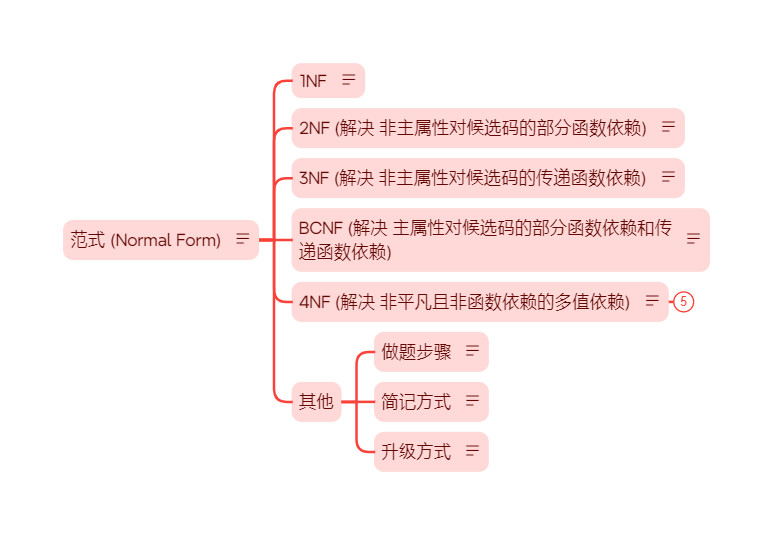 1NF
2NF (解决 非主属性对候选码的部分函数依赖)
3NF (解决 非主属性对候选码的传递函数依赖)
范式 (Normal Form)
BCNF (解决 主属性对候选码的部分函数依赖和传
递函数依赖)
4NF (解决 非平凡且非函数依赖的多值依赖)
5
做题步骤
其他
简记方式
升级方式